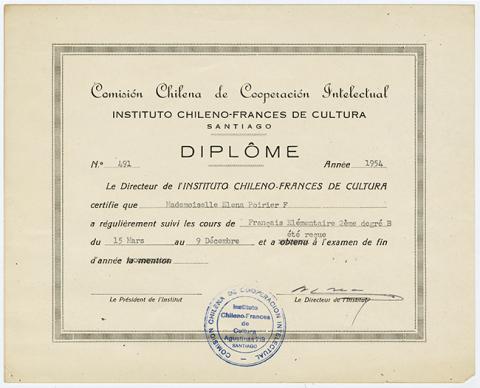 Comisión Chilena de Cooperación Intelectual
INSTITUTO CHILENO-FRANCES DE CULTURA
SANTIAGO
DIPLÔME
N.º 491 Année 1954
Le Directeur de l'INSTITUTO CHILENO-FRANCES DE CULTURA
certifie que Mademoiselle Elena Poirier F
a régulièrement suivi les cours de Français Elémentaire 2ème degré B
été reçue
du 15 Mars au 9 Décembre et a obtenu à l'examen de fin
d'année la mention
Le Président de l'Institut Le Directeur de l'Institut
COMISION CHILENA DE COOPERACION INTELECTUAL
Instituto
Chileno-Frances
de
Cultura
Agustinas 719
SANTIAGO